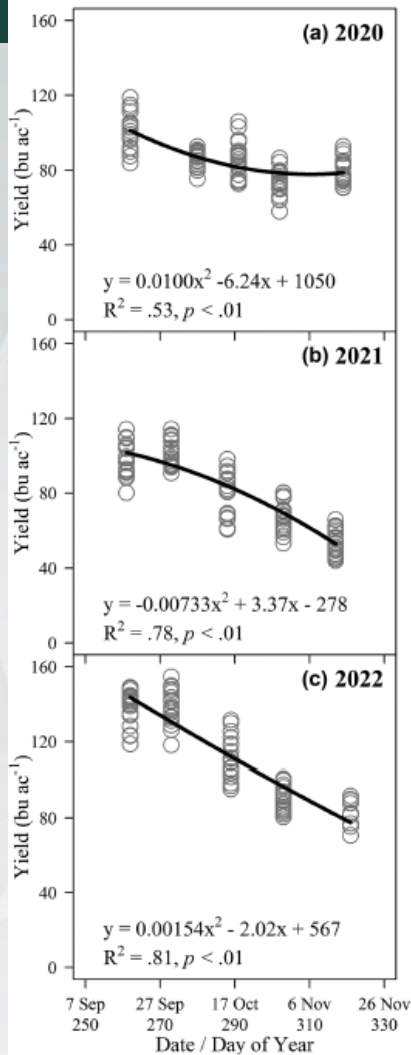 160
(a) 2020
120
80
40
0
Yield (bu ac⁻¹)
y = 0.0100x² -6.24x + 1050
R² = .53, p < .01
160
(b) 2021
120
80
40
0
Yield (bu ac⁻¹)
y = -0.00733x² + 3.37x - 278
R² = .78, p < .01
160
(c) 2022
120
80
40
0
Yield (bu ac⁻¹)
y = 0.00154x² - 2.02x + 567
R² = .81, p < .01
7 Sep 27 Sep 17 Oct 6 Nov 26 Nov
250 270 290 310 330
Date / Day of Year